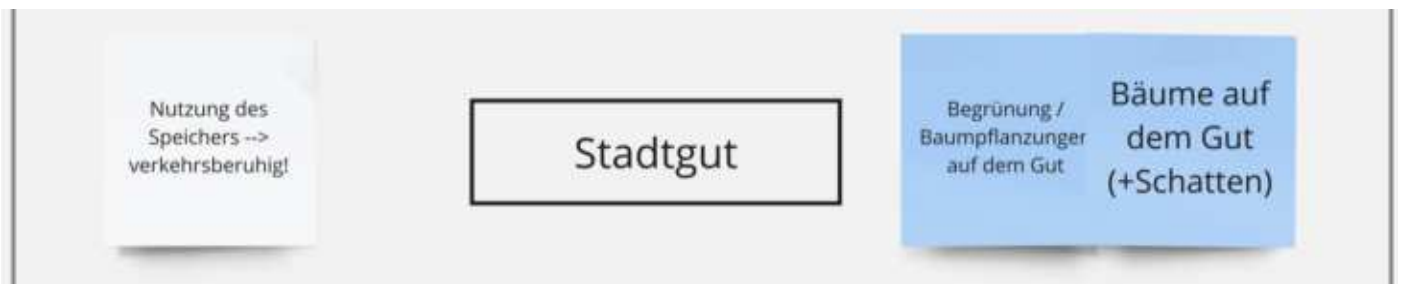 Nutzung des
Speichers -->
verkehrsberuhig!
Stadtgut
Begrünung /
Baumpflanzunger
auf dem Gut
Bäume auf
dem Gut
(+Schatten)